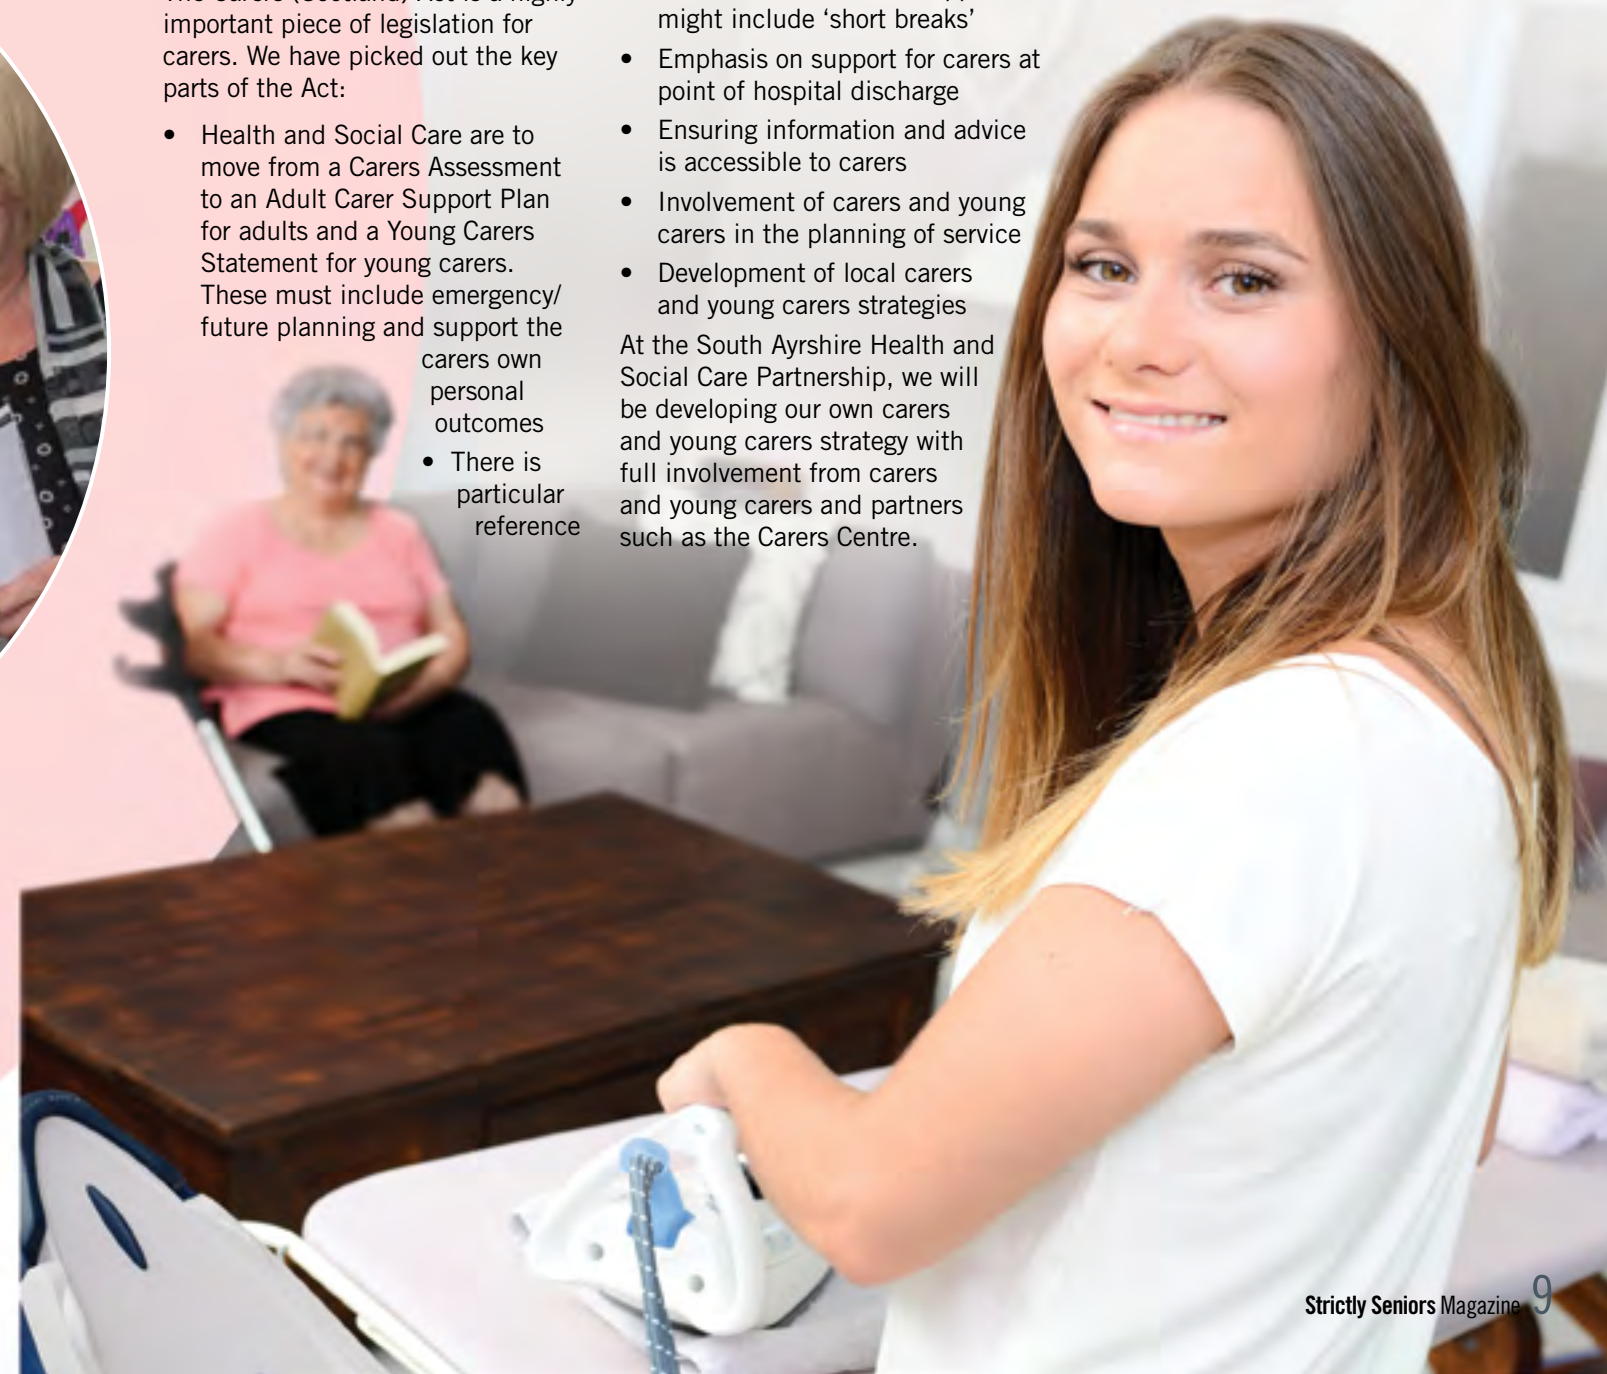 important piece of legislation for
carers. We have picked out the key
parts of the Act:
• Health and Social Care are to
move from a Carers Assessment
to an Adult Carer Support Plan
for adults and a Young Carers
Statement for young carers.
These must include emergency/
future planning and support the
carers own
personal
outcomes
• There is
particular
reference
might include ‘short breaks’
• Emphasis on support for carers at
point of hospital discharge
• Ensuring information and advice
is accessible to carers
• Involvement of carers and young
carers in the planning of service
• Development of local carers
and young carers strategies
At the South Ayrshire Health and
Social Care Partnership, we will
be developing our own carers
and young carers strategy with
full involvement from carers
and young carers and partners
such as the Carers Centre.
Strictly Seniors Magazine 9